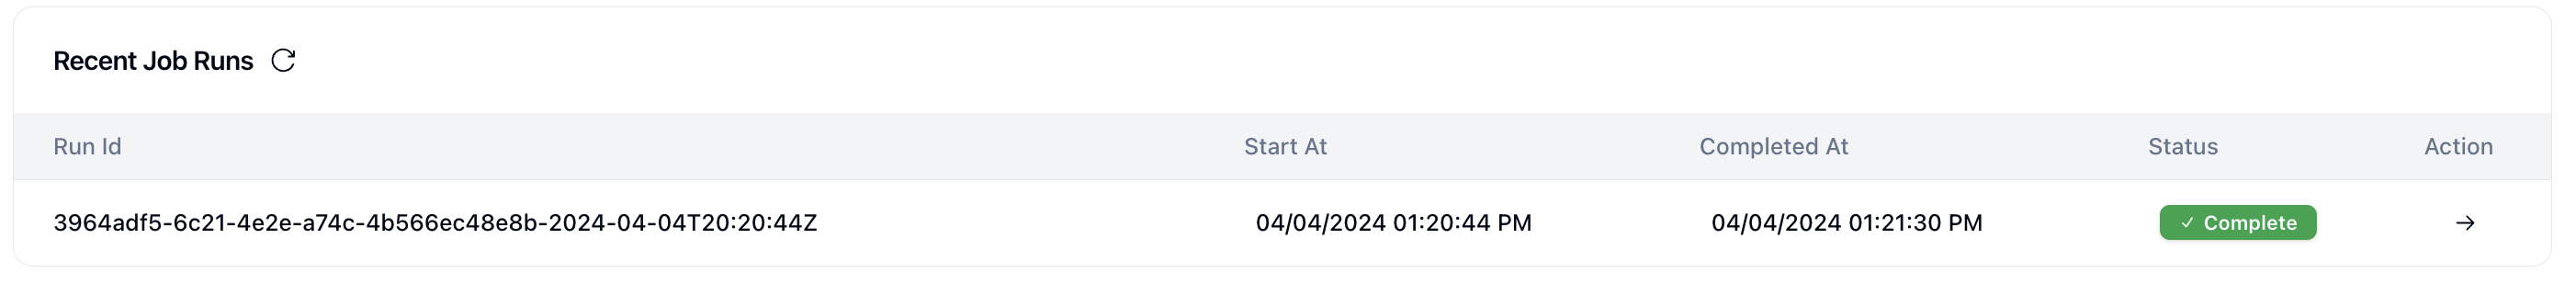 Recent Job Runs
Run Id Start At Completed At Status Action
3964adf5-6c21-4e2e-a74c-4b566ec48e8b-2024-04-04T20:20:44Z 04/04/2024 01:20:44 PM 04/04/2024 01:21:30 PM Complete